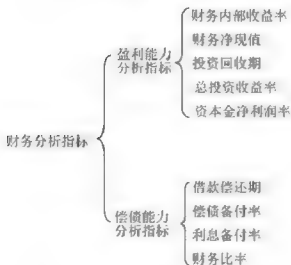 财务内部收益率
财务净现值
盈利能力
分析指标
投资回收期
总投资收益率
资本金净利润率
财务分析指标
借款偿还期
偿债能力
分析指标
偿债备付率
利息备付率
财务比率